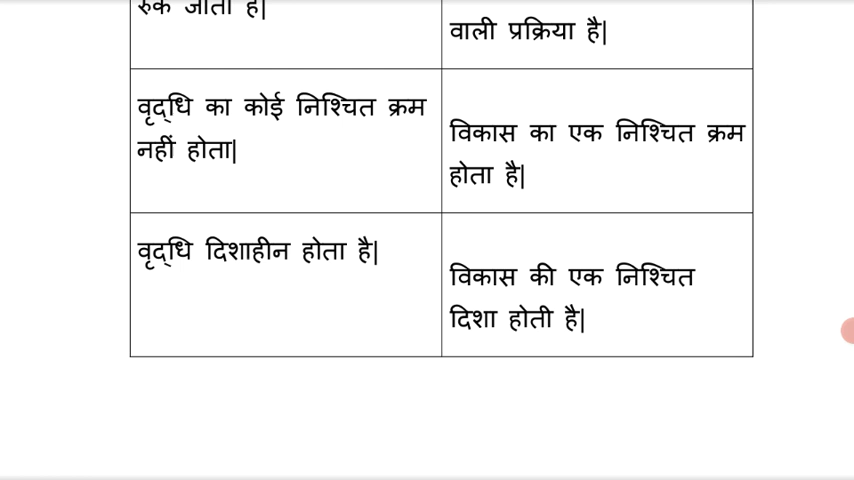 रुक जाता है|
वाली प्रक्रिया है|
वृद्धि का कोई निश्चित क्रम
नहीं होता|
विकास का एक निश्चित क्रम
होता है|
वृद्धि दिशाहीन होता है|
विकास की एक निश्चित
दिशा होती है|